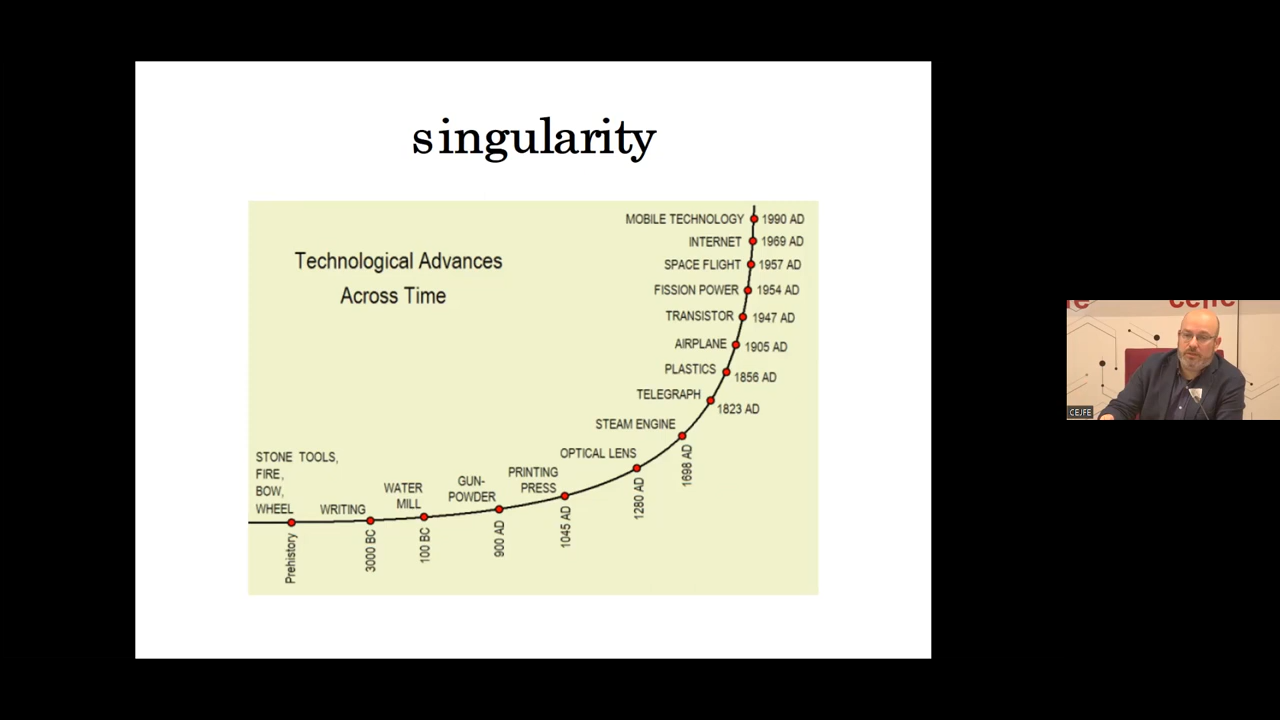 singularity
Technological Advances
Across Time
MOBILE TECHNOLOGY 1990 AD
INTERNET 1969 AD
SPACE FLIGHT 1957 AD
FISSION POWER 1954 AD
TRANSISTOR 1947 AD
AIRPLANE 1905 AD
PLASTICS 1856 AD
TELEGRAPH 1823 AD
STEAM ENGINE
1698 AD
OPTICAL LENS
1280 AD
PRINTING
PRESS
1045 AD
GUN-
POWDER
900 AD
WATER
MILL
100 BC
WRITING
3000 BC
STONE TOOLS,
FIRE,
BOW,
WHEEL
Prehistory
CEJFE